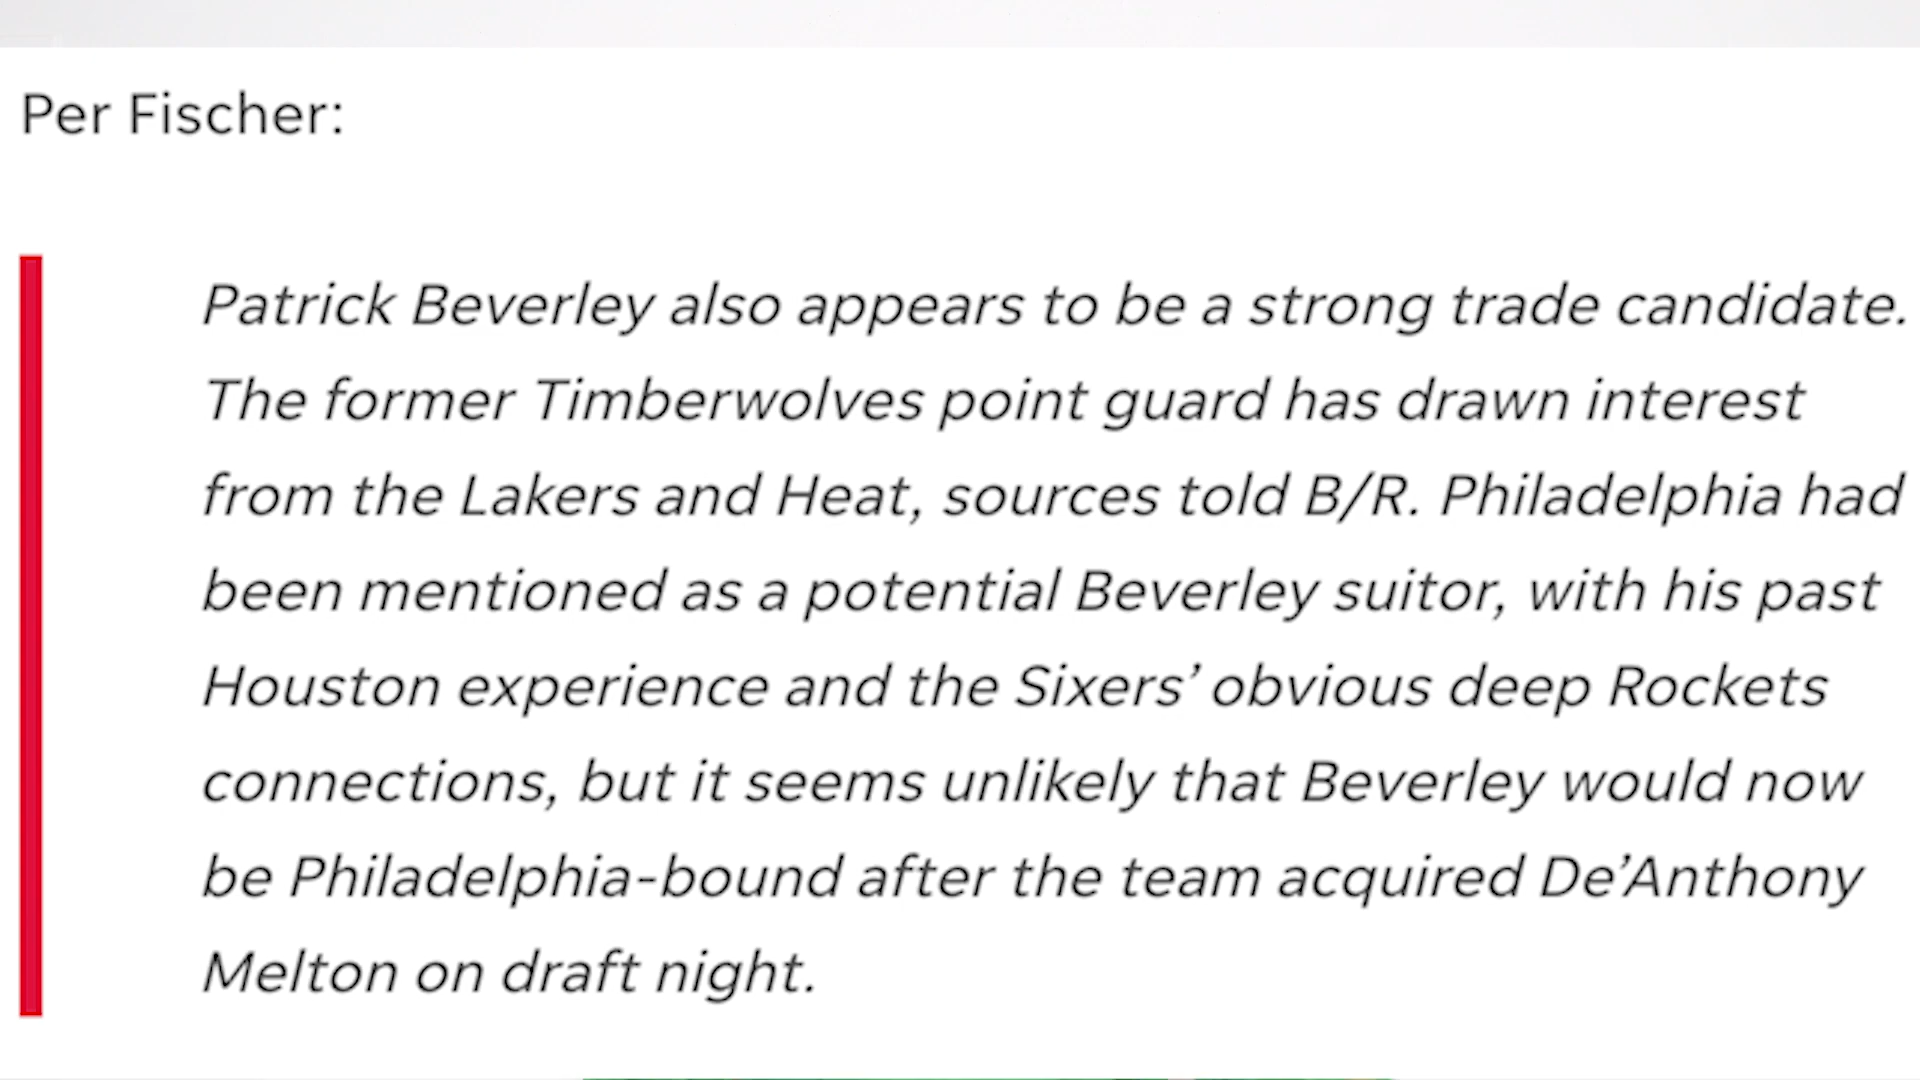 Per Fischer:
Patrick Beverley also appears to be a strong trade candidate.
The former Timberwolves point guard has drawn interest
from the Lakers and Heat, sources told B/R. Philadelphia had
been mentioned as a potential Beverley suitor, with his past
Houston experience and the Sixers’ obvious deep Rockets
connections, but it seems unlikely that Beverley would now
be Philadelphia-bound after the team acquired De’Anthony
Melton on draft night.